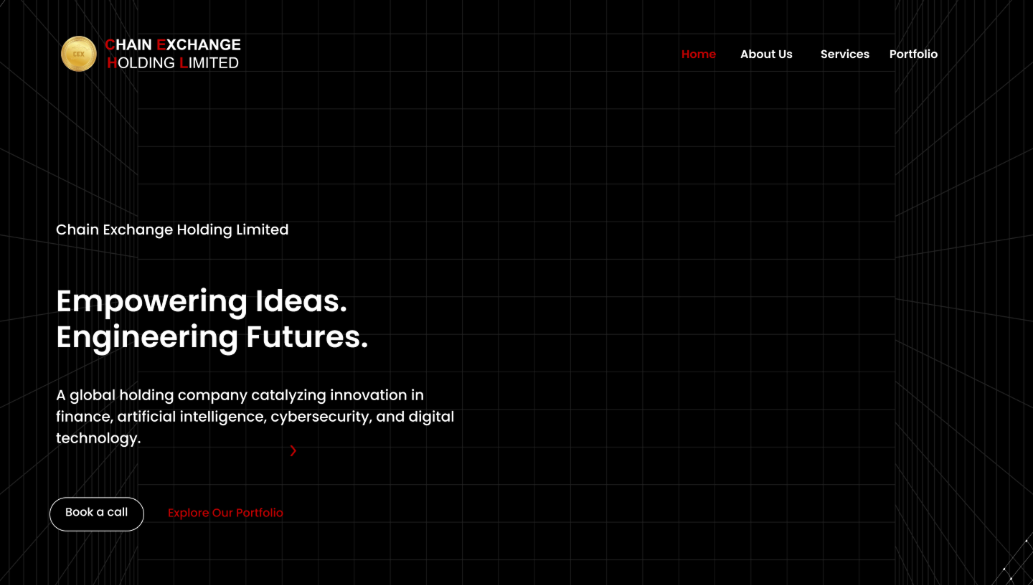 CEX
CHAIN EXCHANGE
HOLDING LIMITED
Home
About Us
Services
Portfolio
Chain Exchange Holding Limited
Empowering Ideas.
Engineering Futures.
A global holding company catalyzing innovation in
finance, artificial intelligence, cybersecurity, and digital
technology.
Book a call
Explore Our Portfolio